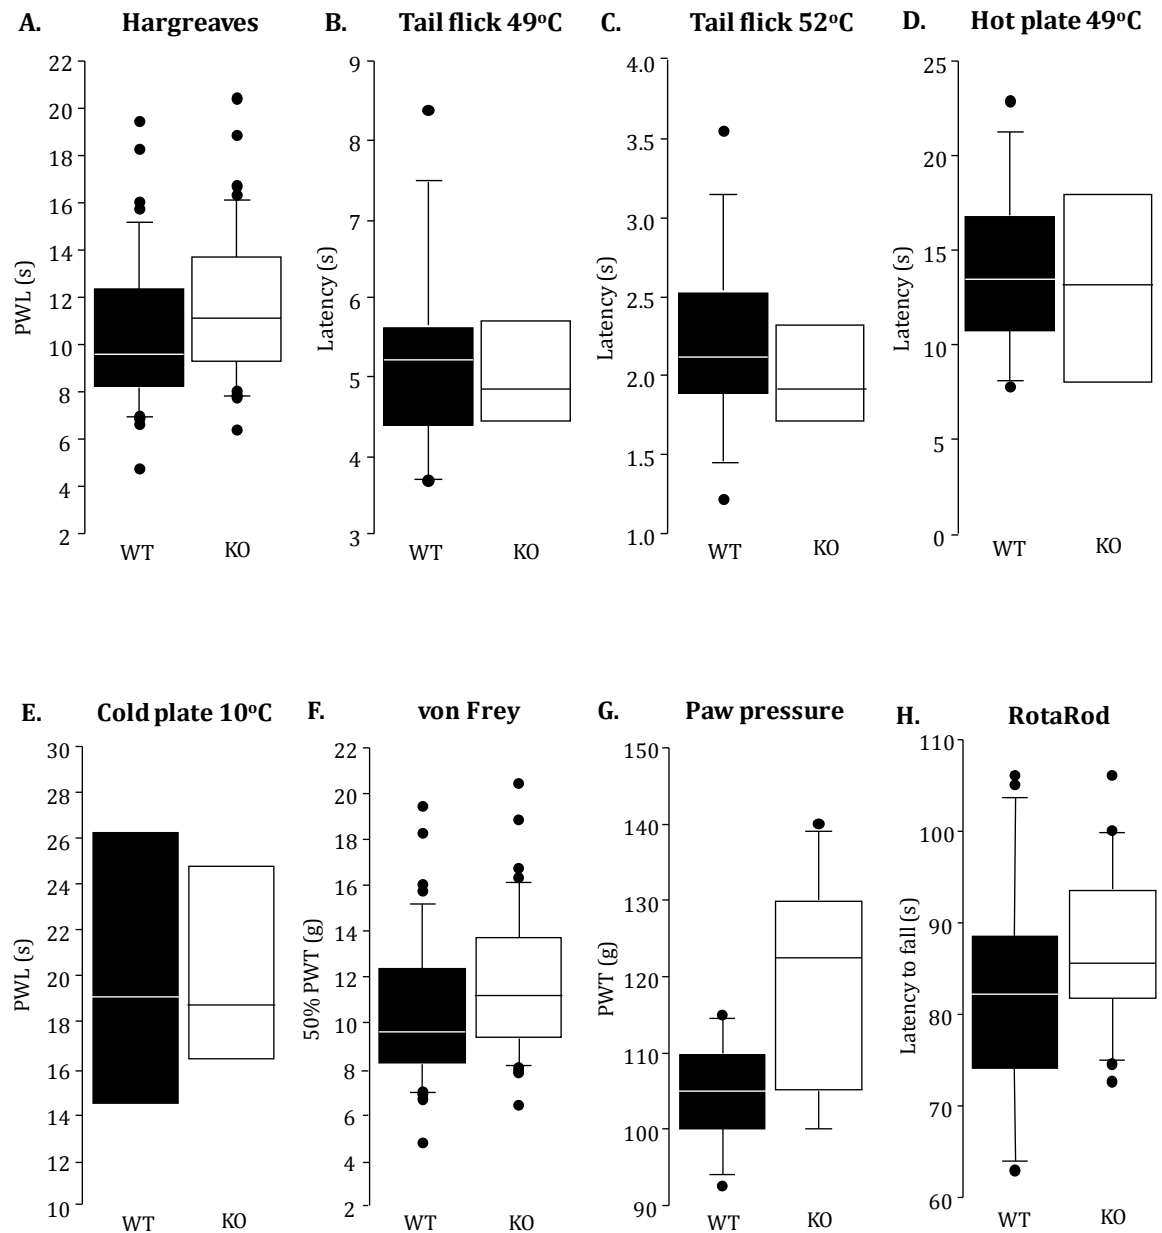 A. Hargreaves
B. Tail flick 49ºC
C. Tail flick 52ºC
D. Hot plate 49ºC
PWL (s)
22
20
18
16
14
12
10
8
6
4
2
WT KO
Latency (s)
9
8
7
6
5
4
3
WT KO
Latency (s)
4.0
3.5
3.0
2.5
2.0
1.5
1.0
WT KO
Latency (s)
25
20
15
10
5
0
WT KO
E. Cold plate 10ºC
F. von Frey
G. Paw pressure
H. RotaRod
PWL (s)
30
28
26
24
22
20
18
16
14
12
10
WT KO
50% PWT (g)
22
20
18
16
14
12
10
8
6
4
2
WT KO
PWT (g)
150
140
130
120
110
100
90
WT KO
Latency to fall (s)
110
100
90
80
70
60
WT KO